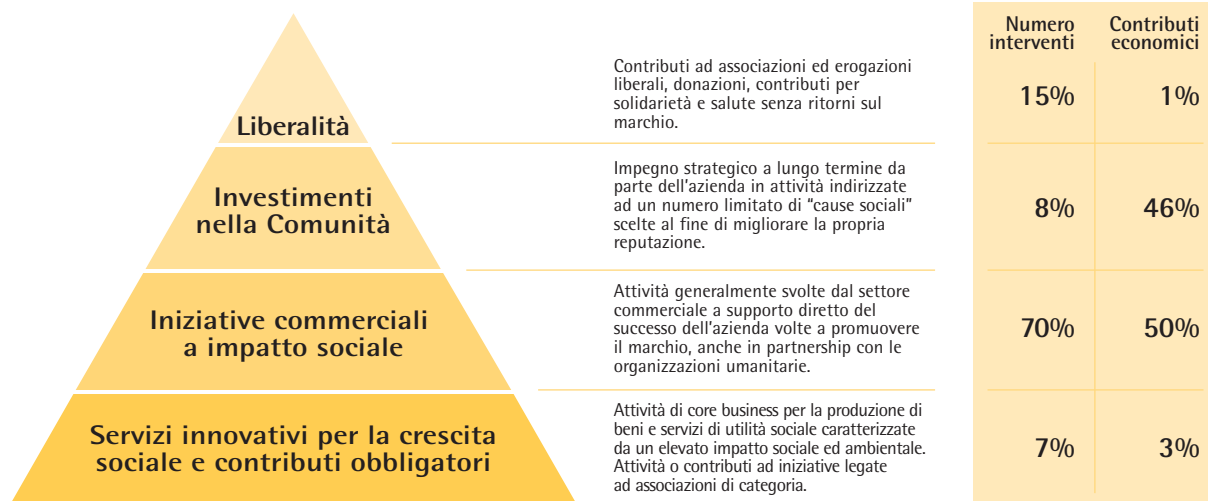 Numero interventi
Contributi economici
Liberalità
Contributi ad associazioni ed erogazioni
liberali, donazioni, contributi per
solidarietà e salute senza ritorni sul
marchio.
15%
1%
Investimenti
nella Comunità
Impegno strategico a lungo termine da
parte dell'azienda in attività indirizzate
ad un numero limitato di "cause sociali"
scelte al fine di migliorare la propria
reputazione.
8%
46%
Iniziative commerciali
a impatto sociale
Attività generalmente svolte dal settore
commerciale a supporto diretto del
successo dell'azienda volte a promuovere
il marchio, anche in partnership con le
organizzazioni umanitarie.
70%
50%
Servizi innovativi per la crescita
sociale e contributi obbligatori
Attività di core business per la produzione di
beni e servizi di utilità sociale caratterizzate
da un elevato impatto sociale ed ambientale.
Attività o contributi ad iniziative legate
ad associazioni di categoria.
7%
3%